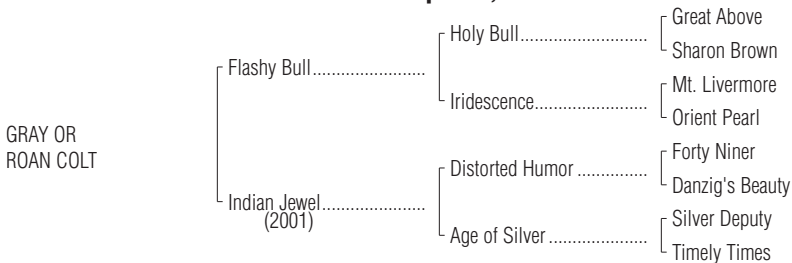 Great Above
Holy Bull..........................
Sharon Brown
Flashy Bull.......................
Mt. Livermore
Iridescence.......................
Orient Pearl
GRAY OR
ROAN COLT
Forty Niner
Distorted Humor ...............
Danzig's Beauty
Indian Jewel.....................
(2001)
Silver Deputy
Age of Silver .....................
Timely Times